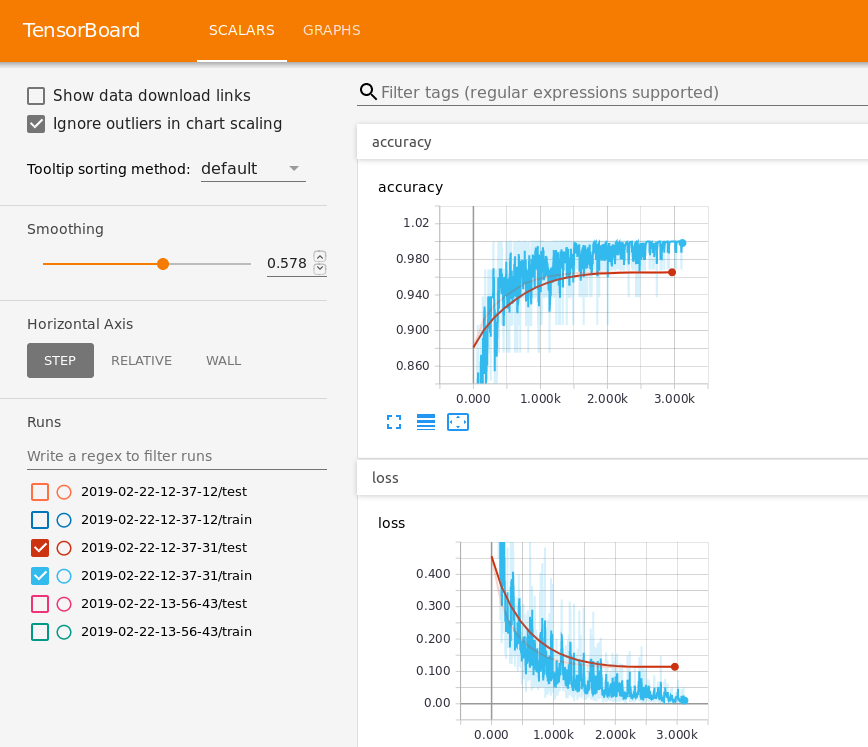 TensorBoard SCALARS GRAPHS
Show data download links
Ignore outliers in chart scaling
Tooltip sorting method: default
Smoothing
0.578
Horizontal Axis
STEP RELATIVE WALL
Runs
Write a regex to filter runs
2019-02-22-12-37-12/test
2019-02-22-12-37-12/train
2019-02-22-12-37-31/test
2019-02-22-12-37-31/train
2019-02-22-13-56-43/test
2019-02-22-13-56-43/train
Filter tags (regular expressions supported)
accuracy
accuracy
1.02
0.980
0.940
0.900
0.860
0.000 1.000k 2.000k 3.000k
loss
loss
0.400
0.300
0.200
0.100
0.00
0.000 1.000k 2.000k 3.000k